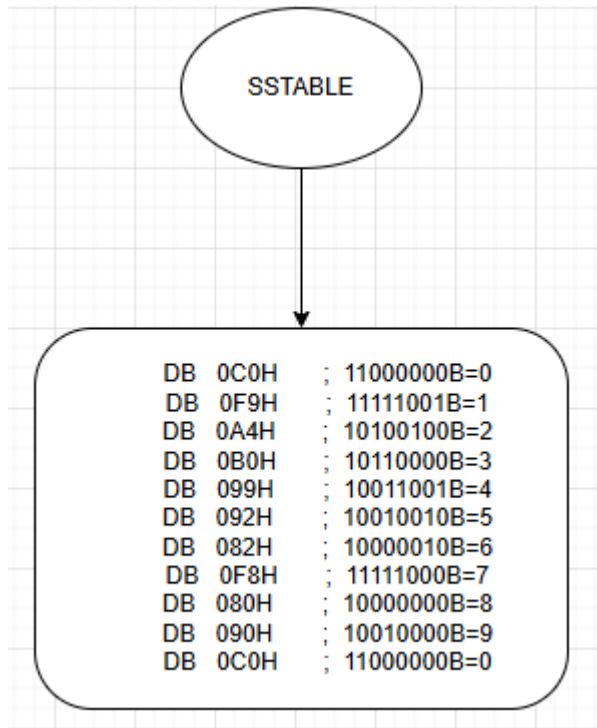 SSTABLE
DB 0C0H ; 11000000B=0
DB 0F9H ; 11111001B=1
DB 0A4H ; 10100100B=2
DB 0B0H ; 10110000B=3
DB 099H ; 10011001B=4
DB 092H ; 10010010B=5
DB 082H ; 10000010B=6
DB 0F8H ; 11111000B=7
DB 080H ; 10000000B=8
DB 090H ; 10010000B=9
DB 0C0H ; 11000000B=0